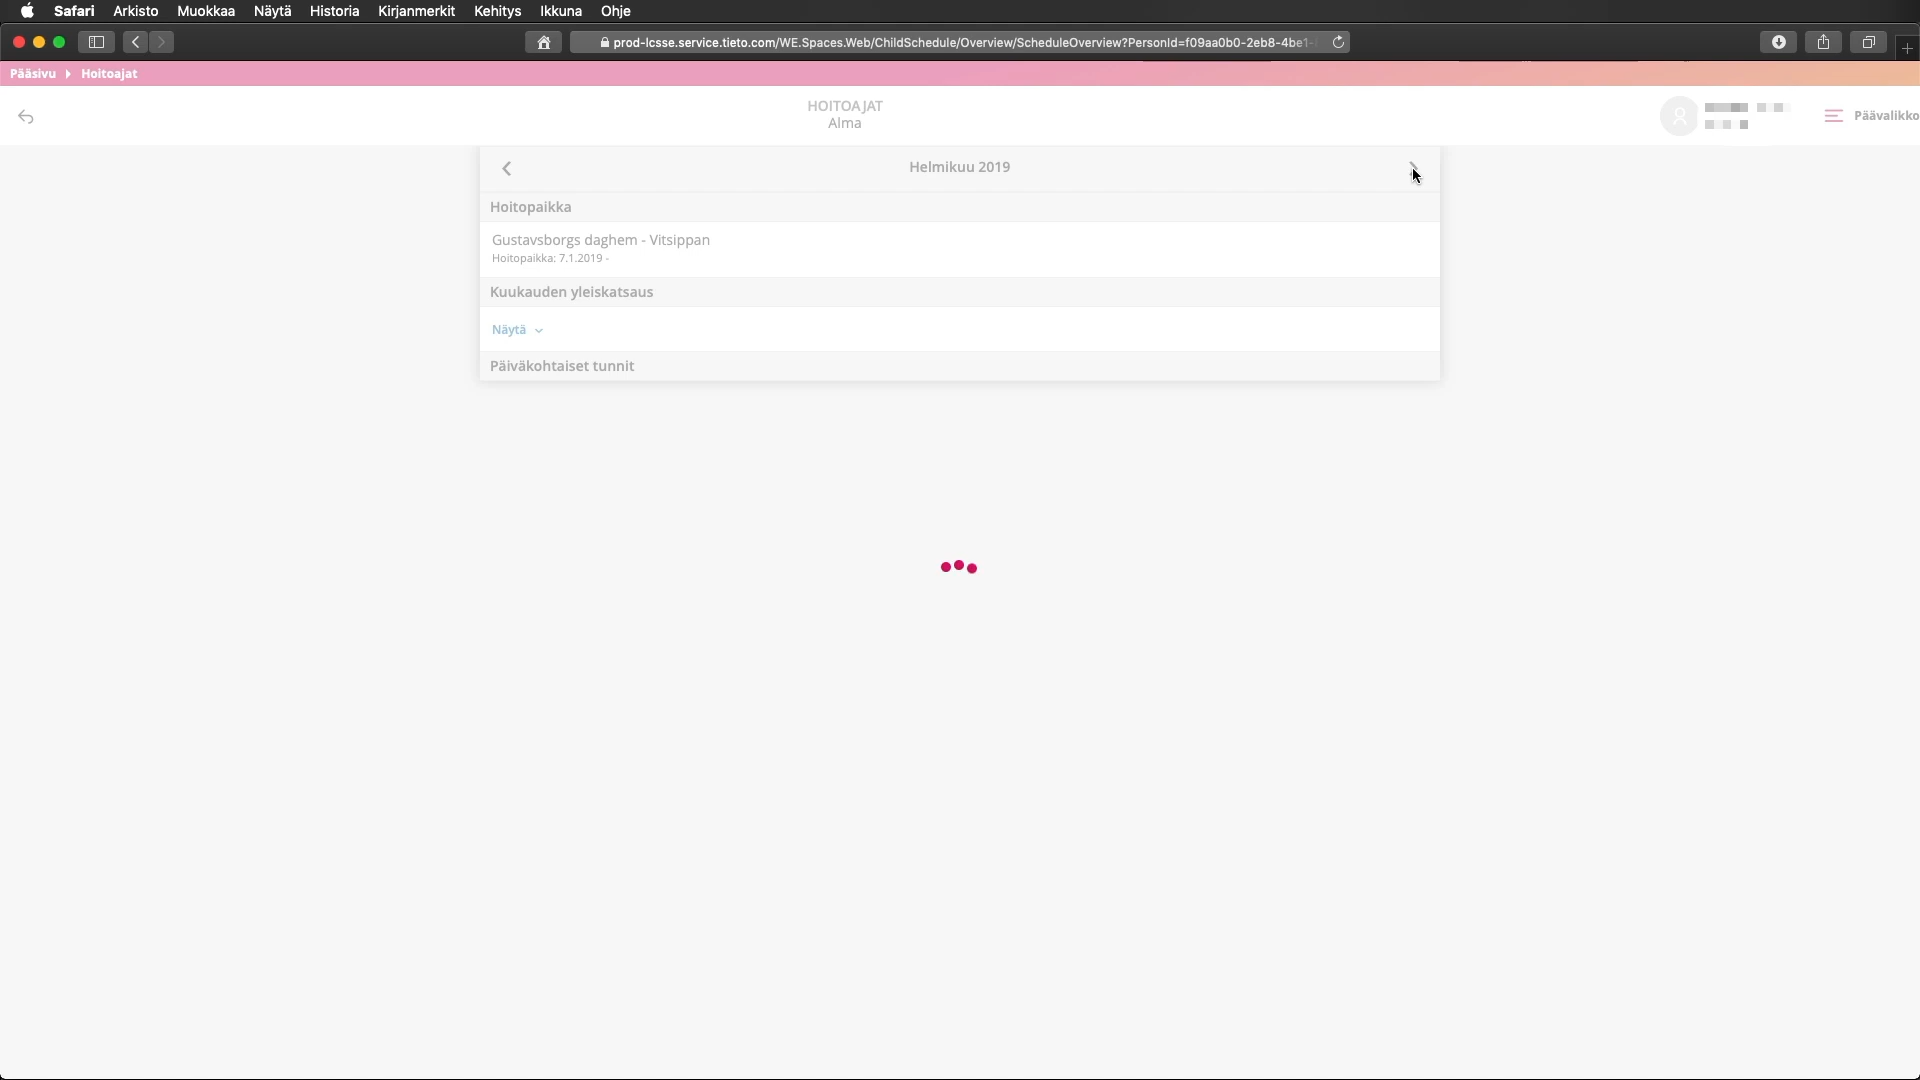 Safari Arkisto Muokkaa Näytä Historia Kirjanmerkit Kehitys Ikkuna Ohje
prod-lcsse.service.tieto.com/WE.Spaces.Web/ChildSchedule/Overview/ScheduleOverview?PersonId=f09aa0b0-2eb8-4be1-
Pääsivu Hoitoajat
HOITOAJAT
Alma
Päävalikko
Helmikuu 2019
Hoitopaikka
Gustavsborgs daghem - Vitsippan
Hoitopaikka: 7.1.2019 -
Kuukauden yleiskatsaus
Näytä
Päiväkohtaiset tunnit